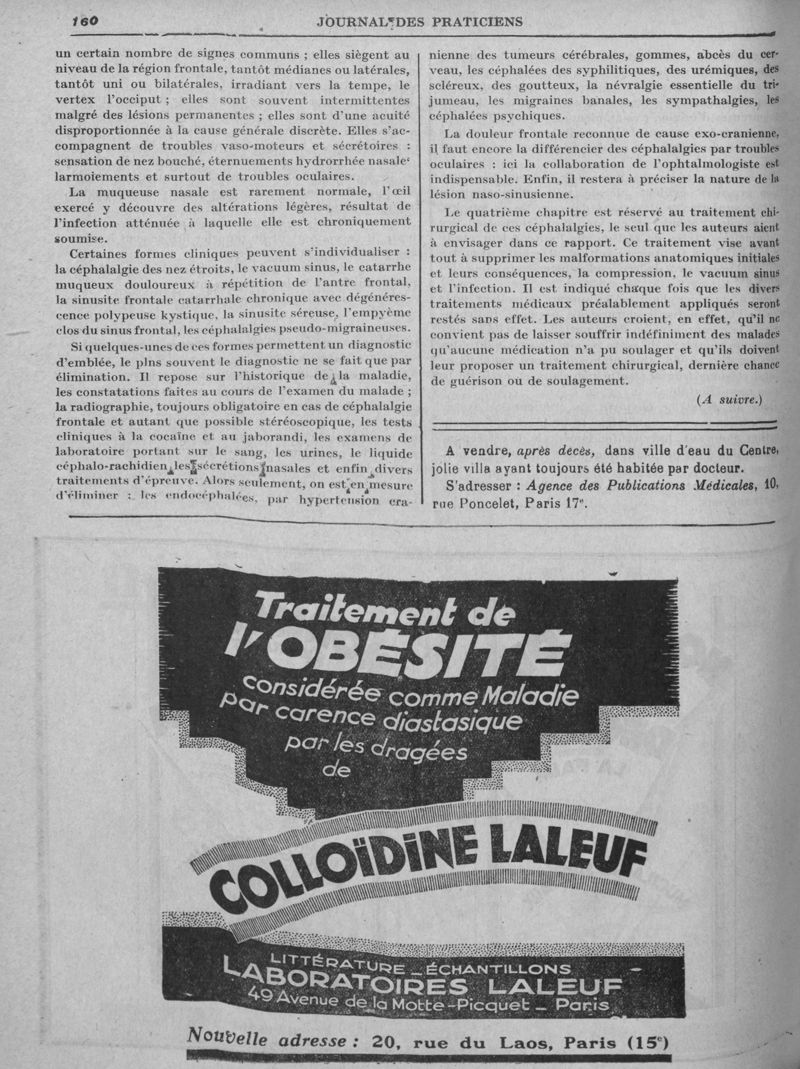 160
JOURNAL DES PRATICIENS
un certain nombre de signes communs ; elles siègent au
niveau de la région frontale, tantôt médianes ou latérales,
tantôt uni ou bilatérales, irradiant vers la tempe, le
vertex l'occiput ; elles sont souvent intermittentes
malgré des lésions permanentes ; elles sont d'une acuité
disproportionnée à la cause générale discrète. Elles s'ac-
compagnent de troubles vaso-moteurs et sécrétoires :
sensation de nez bouché, éternuements hydrorrhée nasale
larmoiements et surtout de troubles oculaires.
La muqueuse nasale est rarement normale, l'œil
exercé y découvre des altérations légères, résultat de
l'infection atténuée à laquelle elle est chroniquement
soumise.
Certaines formes cliniques peuvent s'individualiser :
la céphalalgie des nez étroits, le vacuum sinus, le catarrhe
muqueux douloureux à répétition de l'antre frontal,
la sinusite frontale catarrhale chronique avec dégénéres-
cence polypeuse kystique, la sinusite séreuse, l'empyème
clos du sinus frontal, les céphalalgies pseudo-migraineuses.
Si quelques-unes de ces formes permettent un diagnostic
d'emblée, le plns souvent le diagnostic ne se fait que par
élimination. Il repose sur l'historique de la maladie,
les constatations faites au cours de l'examen du malade ;
la radiographie, toujours obligatoire en cas de céphalalgie
frontale et autant que possible stéréoscopique, les tests
cliniques à la cocaïne et au jaborandi, les examens de
laboratoire portant sur le sang, les urines, le liquide
céphalo-rachidien les sécrétions nasales et enfin divers
traitements d'épreuve. Alors seulement, on est en mesure
d'éliminer : les endocéphalées, par hypertension cra-
nienne des tumeurs cérébrales, gommes, abcès du cer-
veau, les céphalées des syphilitiques, des urémiques, des
scléreux, des goutteux, la névralgie essentielle du tri-
jumeau, les migraines banales, les sympathalgies, les
céphalées psychiques.
La douleur frontale reconnue de cause exo-cranienne,
il faut encore la différencier des céphalalgies par troubles
oculaires : ici la collaboration de l'ophtalmologiste est
indispensable. Enfin, il restera à préciser la nature de la
lésion naso-sinusienne.
Le quatrième chapitre est réservé au traitement chi-
rurgical de ces céphalalgies, le seul que les auteurs aient
à envisager dans ce rapport. Ce traitement vise avant
tout à supprimer les malformations anatomiques initiales
et leurs conséquences, la compression, le vacuum sinus
et l'infection. Il est indiqué chaque fois que les divers
traitements médicaux préalablement appliqués seront
restés sans effet. Les auteurs croient, en effet, qu'il ne
convient pas de laisser souffrir indéfiniment des malades
qu'aucune médication n'a pu soulager et qu'ils doivent
leur proposer un traitement chirurgical, dernière chance
de guérison ou de soulagement.
(A suivre.)
A vendre, après decès, dans ville d'eau du Centre,
jolie villa ayant toujours été habitée par docteur.
S'adresser : Agence des Publications Médicales, 10,
rue Poncelet, Paris 17e.
Traitement de
l'OBÉSITÉ
considérée comme Maladie
par carence diastasique
par les dragées
de
COLLOÏDINE LALEUF
LITTÉRATURE _ ÉCHANTILLONS
LABORATOIRES LALEUF
49 Avenue de la Motte-Picquet _ Paris
Nouvelle adresse : 20, rue du Laos, Paris (15e)